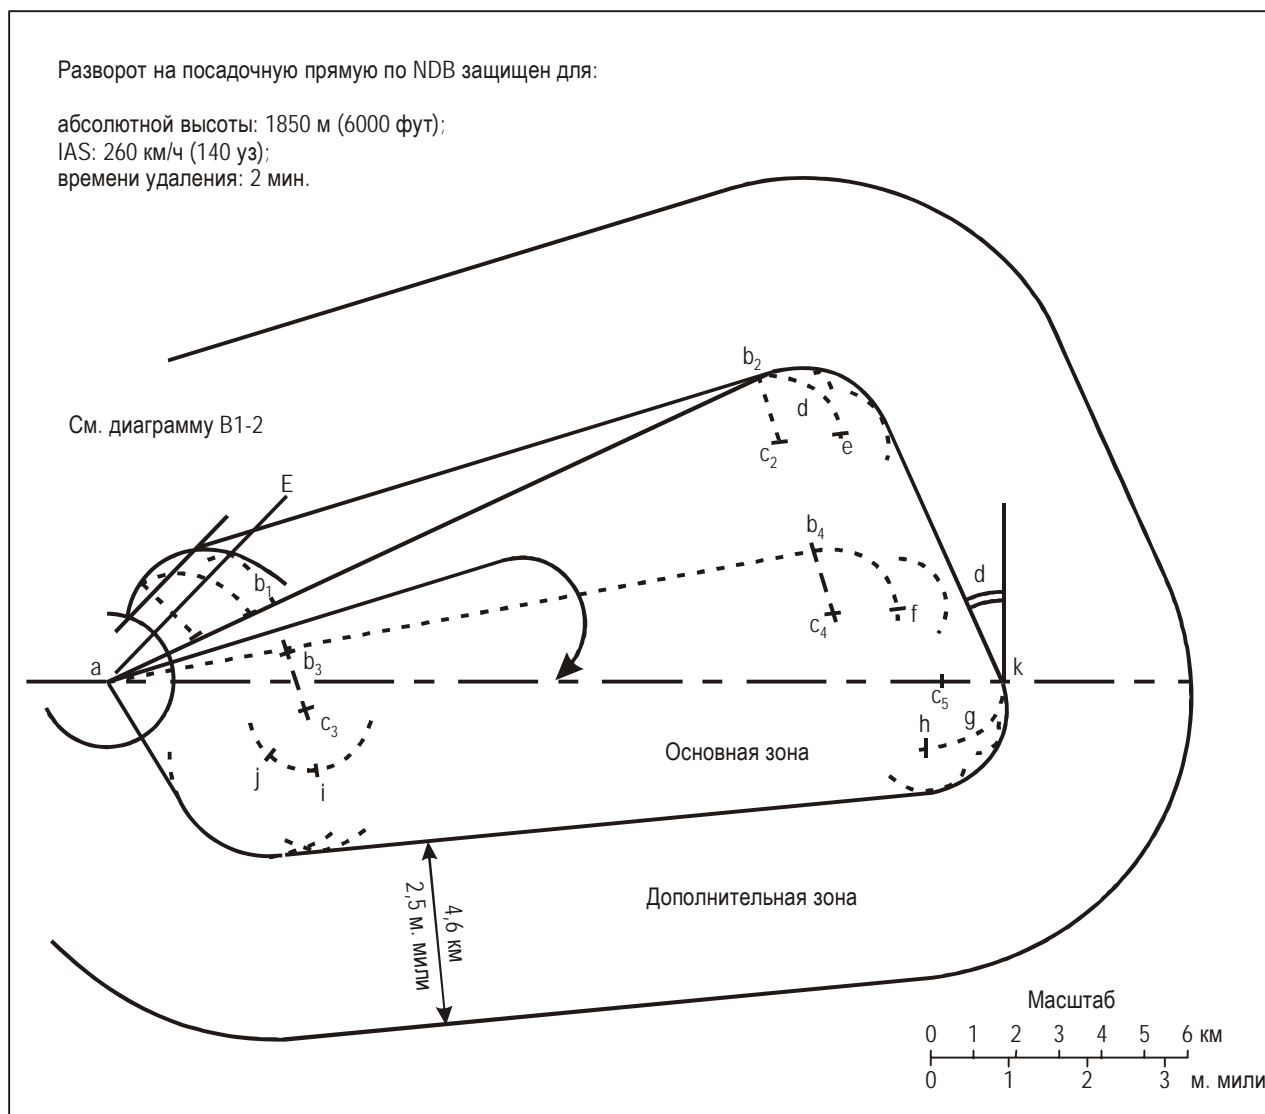 Разворот на посадочную прямую по NDB защищен для:
абсолютной высоты: 1850 м (6000 фут);
IAS: 260 км/ч (140 уз);
времени удаления: 2 мин.
b2
d
c2
e
См. диаграмму B1-2
E
b4
b1
d
c4
f
a
b3
k
c5
c3
h
g
Основная зона
j
i
Дополнительная зона
4,6 км
2,5 м. мили
Масштаб
0 1 2 3 4 5 6 км
0 1 2 3 м. мили